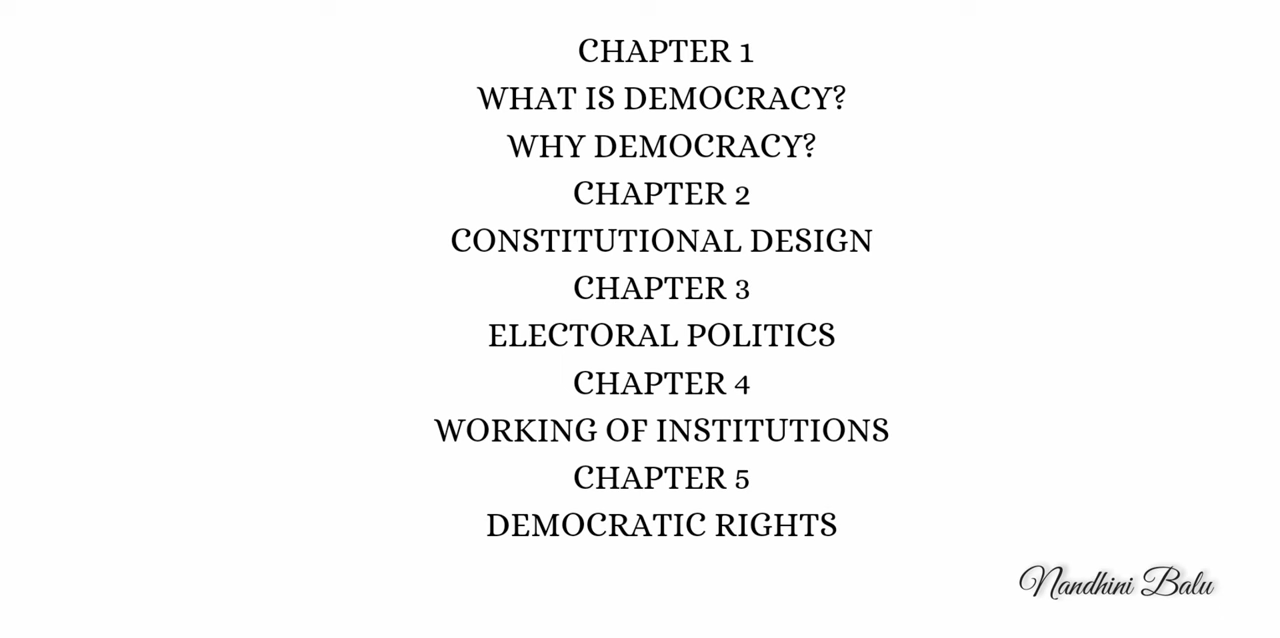 CHAPTER 1
WHAT IS DEMOCRACY?
WHY DEMOCRACY?
CHAPTER 2
CONSTITUTIONAL DESIGN
CHAPTER 3
ELECTORAL POLITICS
CHAPTER 4
WORKING OF INSTITUTIONS
CHAPTER 5
DEMOCRATIC RIGHTS
Nandhini Balu